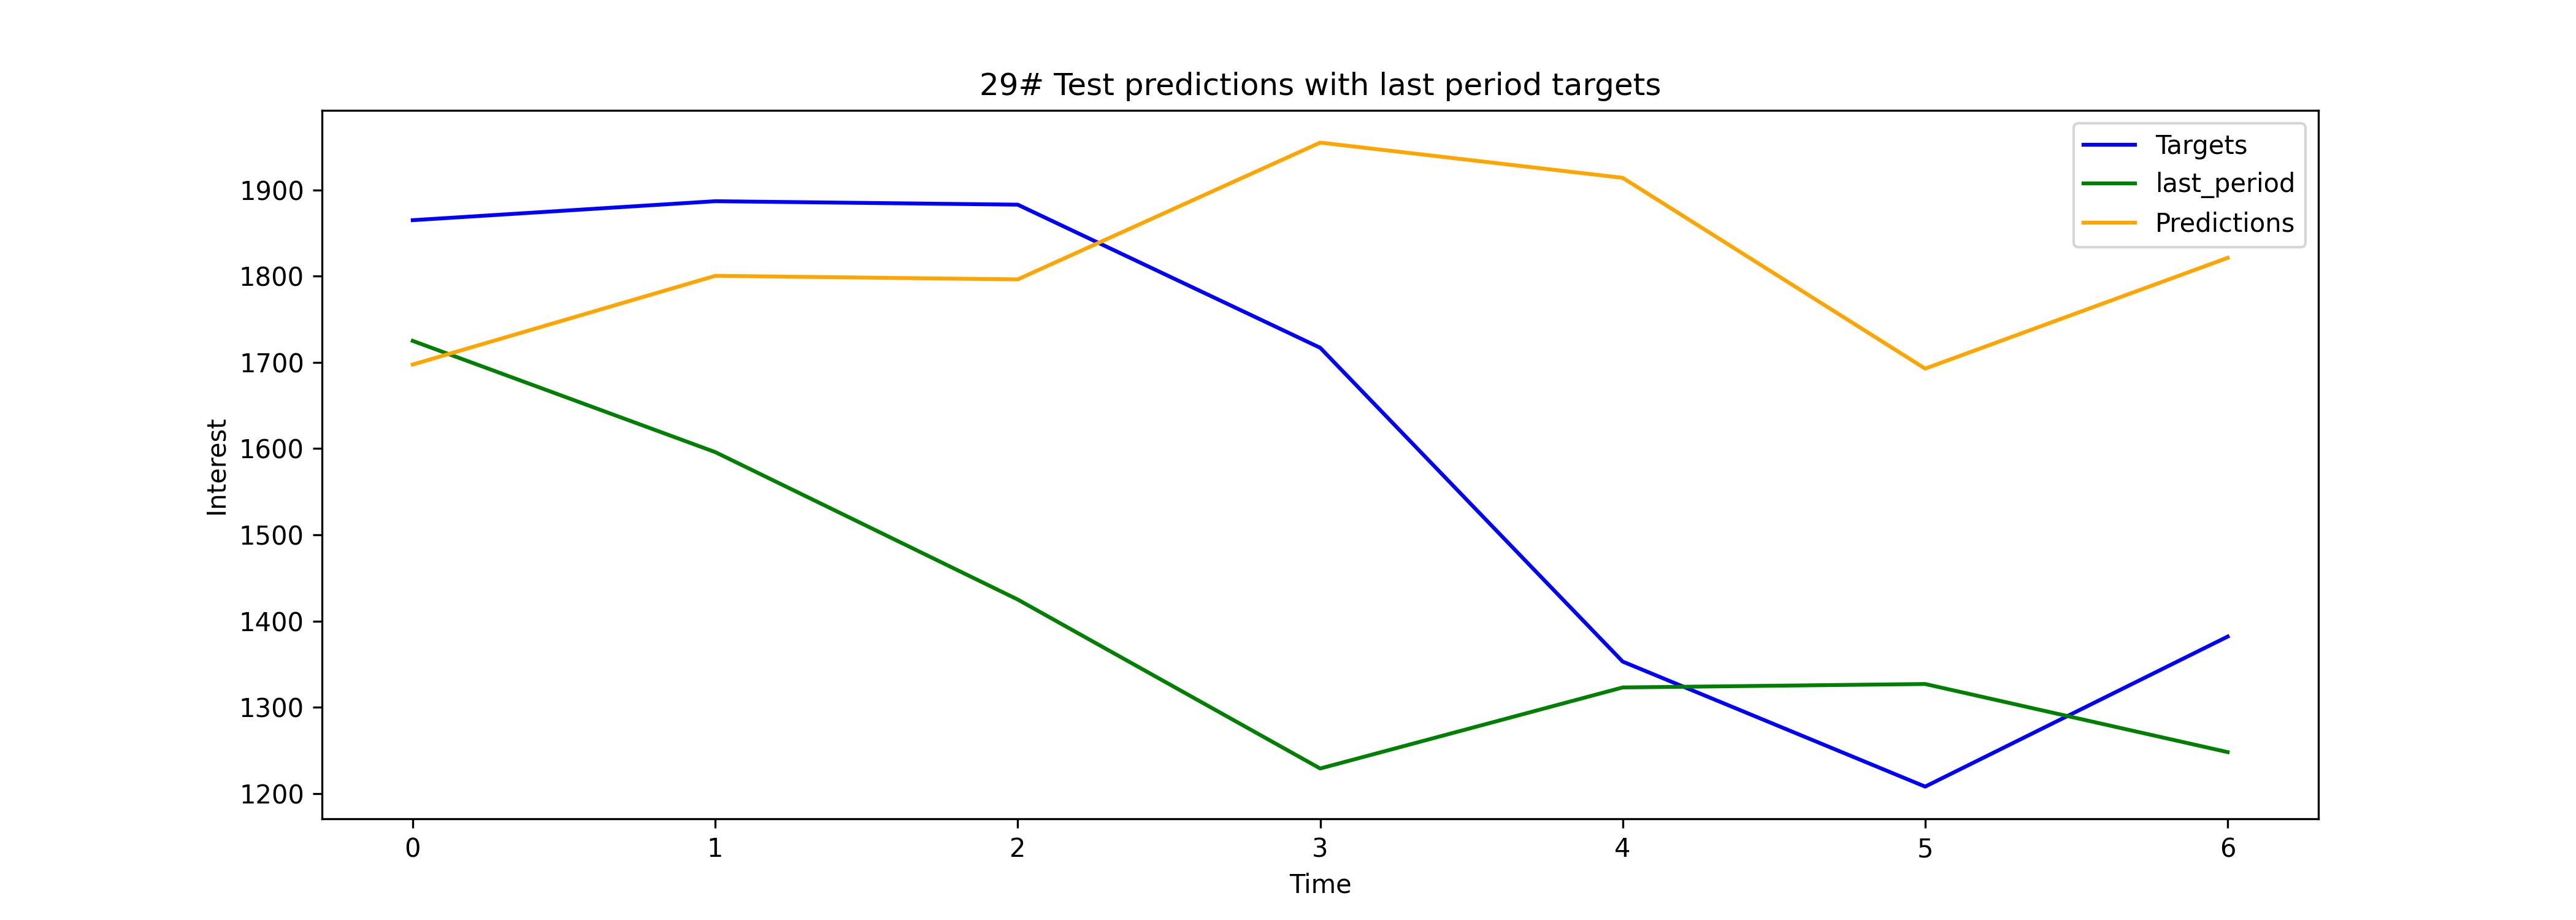 29# Test predictions with last period targets
Targets
last_period
Predictions
Interest
1900
1800
1700
1600
1500
1400
1300
1200
0 1 2 3 4 5 6
Time